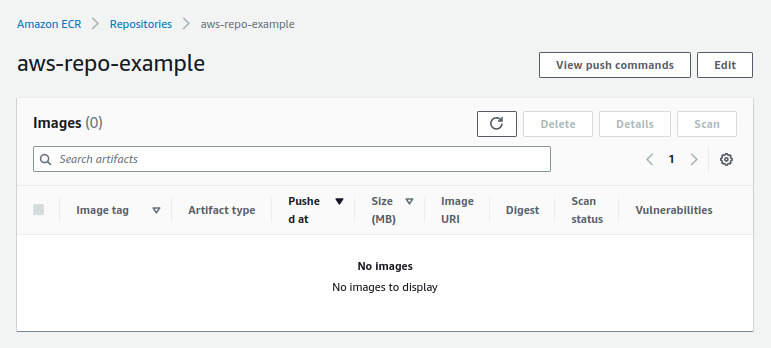 Amazon ECR > Repositories > aws-repo-example
aws-repo-example
View push commands
Edit
Images (0)
Delete
Details
Scan
Search artifacts
1
Image tag
Artifact type
Pushe
d at
Size
(MB)
Image
URI
Digest
Scan
status
Vulnerabilities
No images
No images to display